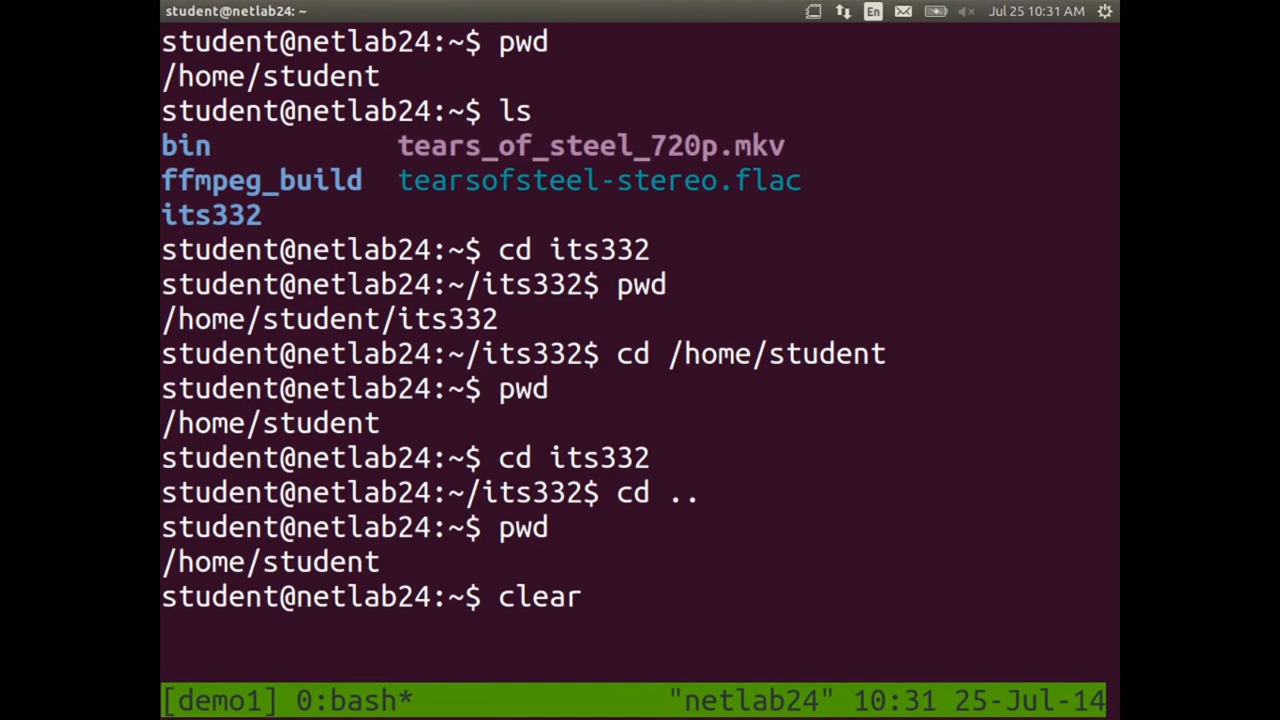 student@netlab24: ~ En Jul 25 10:31 AM
student@netlab24:~$ pwd
/home/student
student@netlab24:~$ ls
bin tears_of_steel_720p.mkv
ffmpeg_build tearsofsteel-stereo.flac
its332
student@netlab24:~$ cd its332
student@netlab24:~/its332$ pwd
/home/student/its332
student@netlab24:~/its332$ cd /home/student
student@netlab24:~$ pwd
/home/student
student@netlab24:~$ cd its332
student@netlab24:~/its332$ cd ..
student@netlab24:~$ pwd
/home/student
student@netlab24:~$ clear
[demo1] 0:bash* "netlab24" 10:31 25-Jul-14